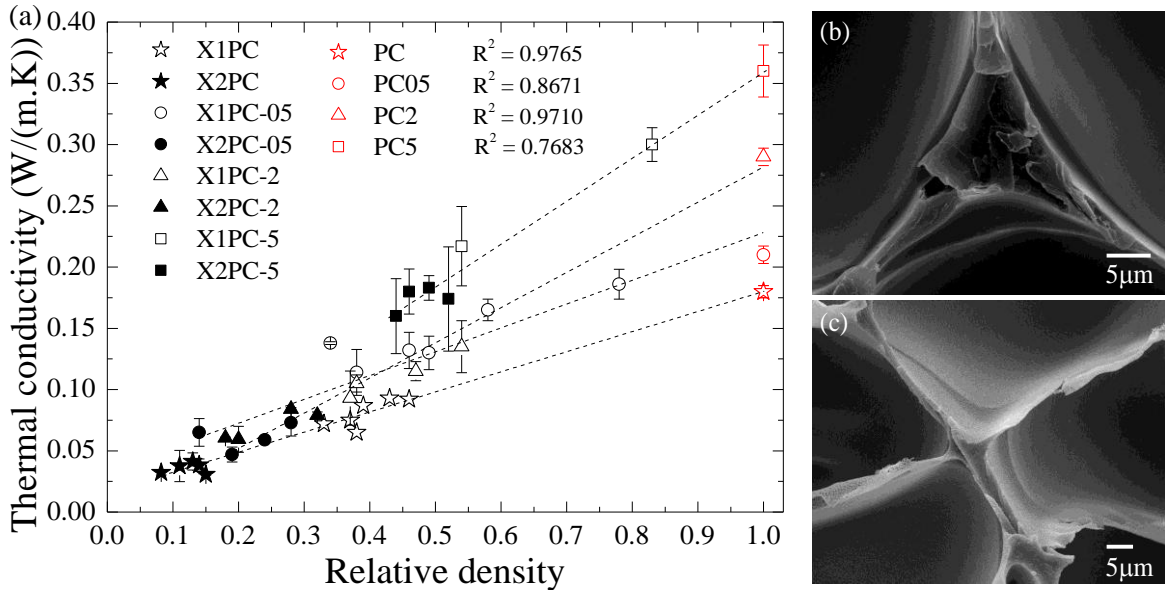 (a)
Thermal conductivity (W/(m.K))
0.40
0.35
0.30
0.25
0.20
0.15
0.10
0.05
0.00
X1PC
X2PC
X1PC-05
X2PC-05
X1PC-2
X2PC-2
X1PC-5
X2PC-5
PC R² = 0.9765
PC05 R² = 0.8671
PC2 R² = 0.9710
PC5 R² = 0.7683
0.0 0.1 0.2 0.3 0.4 0.5 0.6 0.7 0.8 0.9 1.0
Relative density
(b)
5μm
(c)
5μm